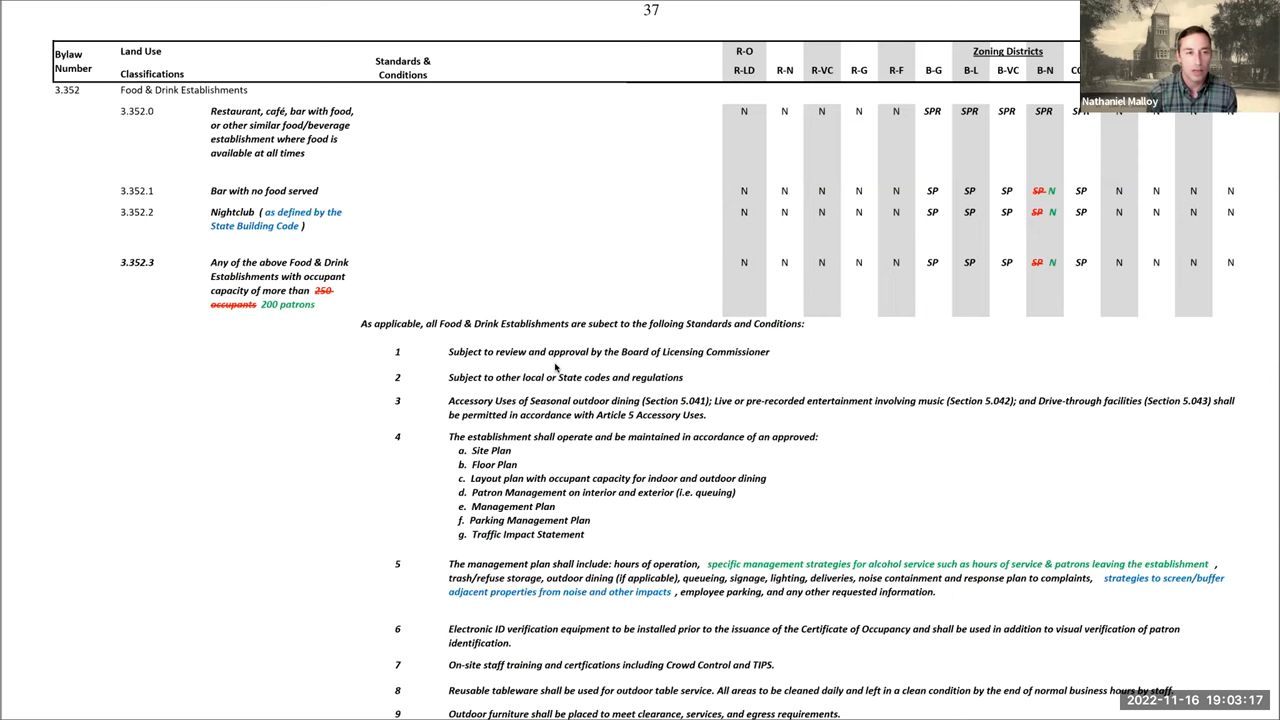 37
Bylaw Number Land Use Classifications Standards & Conditions Zoning Districts
R-O R-LD R-N R-VC R-G R-F B-G B-L B-VC B-N
3.352 Food & Drink Establishments
3.352.0 Restaurant, café, bar with food, N N N N N SPR SPR SPR SPR
or other similar food/beverage
establishment where food is
available at all times
3.352.1 Bar with no food served N N N N N SP SP SP SP N SP N N N N
3.352.2 Nightclub ( as defined by the N N N N N SP SP SP SP N SP N N N N
State Building Code )
3.352.3 Any of the above Food & Drink N N N N N SP SP SP SP N SP N N N N
Establishments with occupant
capacity of more than 250
occupants 200 patrons
As applicable, all Food & Drink Establishments are subect to the folloing Standards and Conditions:
1 Subject to review and approval by the Board of Licensing Commissioner
2 Subject to other local or State codes and regulations
3 Accessory Uses of Seasonal outdoor dining (Section 5.041); Live or pre-recorded entertainment involving music (Section 5.042); and Drive-through facilities (Section 5.043) shall
be permitted in accordance with Article 5 Accessory Uses.
4 The establishment shall operate and be maintained in accordance of an approved:
a. Site Plan
b. Floor Plan
c. Layout plan with occupant capacity for indoor and outdoor dining
d. Patron Management on interior and exterior (i.e. queuing)
e. Management Plan
f. Parking Management Plan
g. Traffic Impact Statement
5 The management plan shall include: hours of operation, specific management strategies for alcohol service such as hours of service & patrons leaving the establishment ,
trash/refuse storage, outdoor dining (if applicable), queueing, signage, lighting, deliveries, noise containment and response plan to complaints, strategies to screen/buffer
adjacent properties from noise and other impacts , employee parking, and any other requested information.
6 Electronic ID verification equipment to be installed prior to the issuance of the Certificate of Occupancy and shall be used in addition to visual verification of patron
identification.
7 On-site staff training and certfications including Crowd Control and TIPS.
8 Reusable tableware shall be used for outdoor table service. All areas to be cleaned daily and left in a clean condition by the end of normal business hours by staff.
9 Outdoor furniture shall be placed to meet clearance, services, and egress requirements.
Nathaniel Malloy
2022-11-16 19:03:17